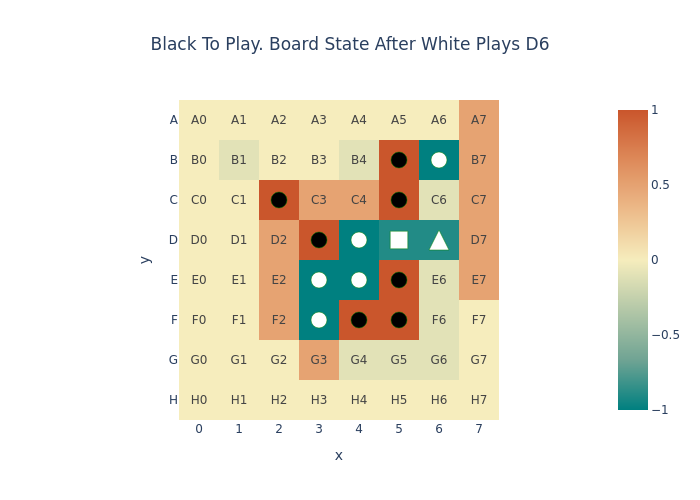 Black To Play. Board State After White Plays D6
A A0 A1 A2 A3 A4 A5 A6 A7 1
B B0 B1 B2 B3 B4 B7
C C1 C3 C4 C6 C7 0.5
D D0 D1 D2 D7
y E E0 E1 E2 E6 E7 0
F F0 F1 F2 F6 F7 −0.5
G G0 G1 G2 G3 G4 G5 G6 G7
H C0 H0 H1 H2 H3 H4 H5 H6 H7 −1
0 1 2 3 4 5 6 7
x